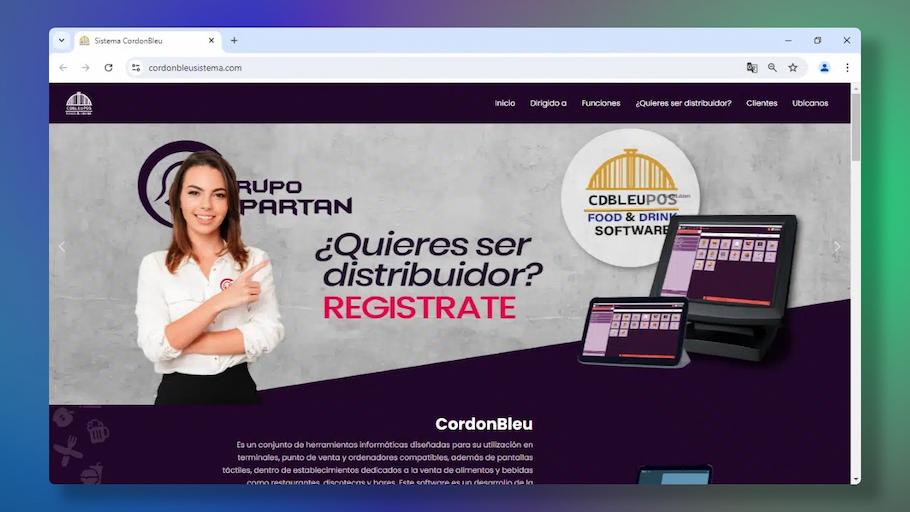 Sistema CordonBleu
cordonbleusistema.com
CDBLEUPOS
Inicio Dirigido a Funciones ¿Quieres ser distribuidor? Clientes Ubicanos
RUPO
PARTAN
¿Quieres ser
distribuidor?
REGISTRATE
CDBLEUPOS
FOOD & DRINK
SOFTWARE
CordonBleu
Es un conjunto de herramientas informáticas diseñadas para su utilización en
terminales, punto de venta y ordenadores compatibles, además de pantallas
táctiles, dentro de establecimientos dedicados a la venta de alimentos y bebidas
como restaurantes, discotecas y bares. Este software es un desarrollo de la